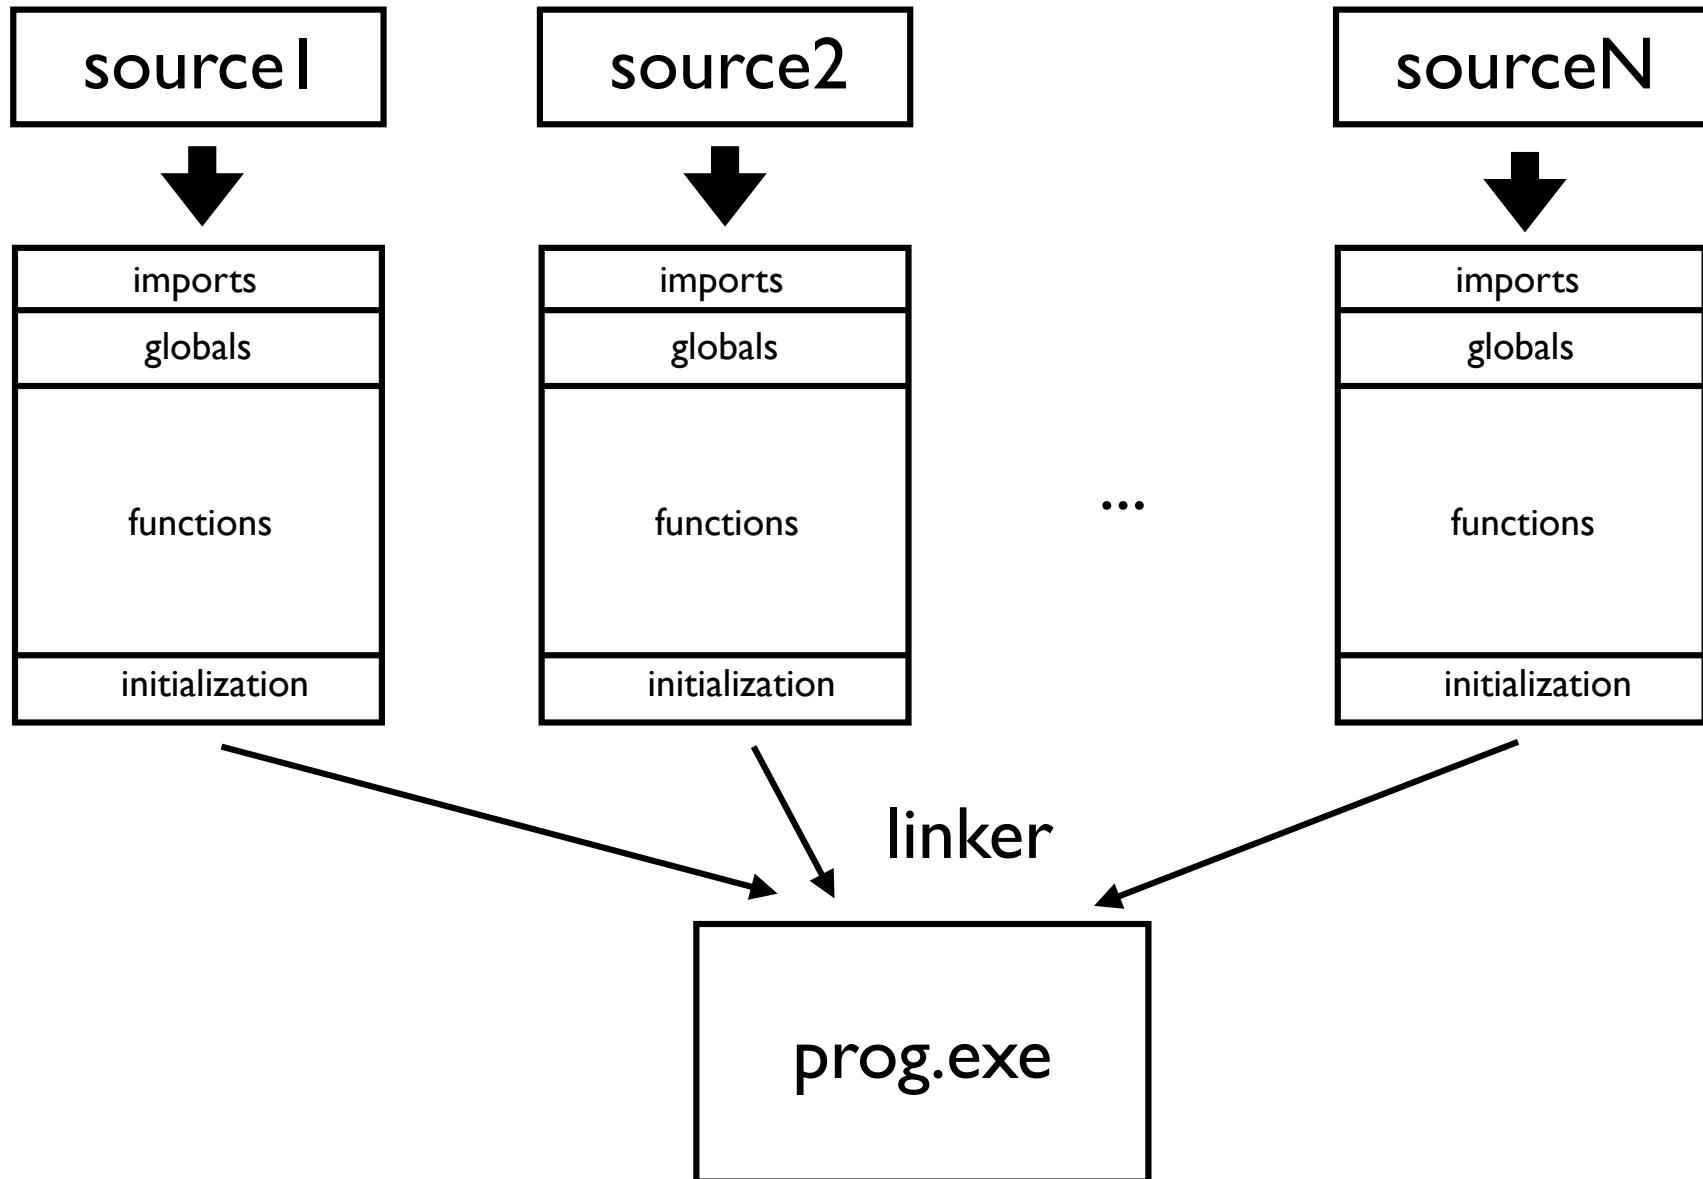 source1
source2
sourceN
imports
imports
imports
globals
globals
globals
functions
functions
...
functions
initialization
initialization
initialization
linker
prog.exe